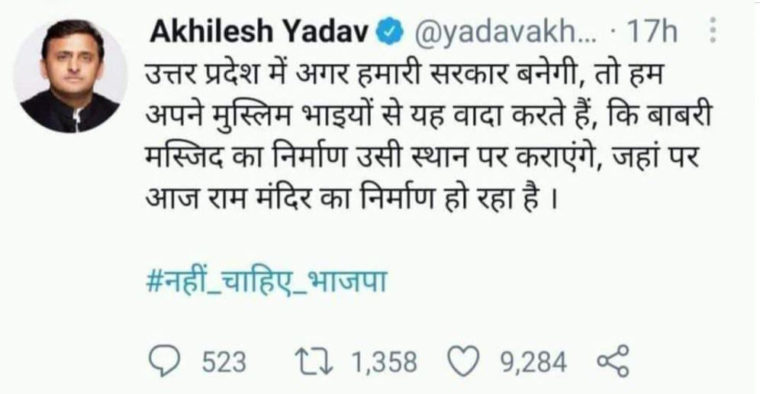 Akhilesh Yadav @yadavakh... · 17h
उत्तर प्रदेश में अगर हमारी सरकार बनेगी, तो हम
अपने मुस्लिम भाइयों से यह वादा करते हैं, कि बाबरी
मस्जिद का निर्माण उसी स्थान पर कराएंगे, जहां पर
आज राम मंदिर का निर्माण हो रहा है ।
#नहीं_चाहिए_भाजपा
523 1,358 9,284